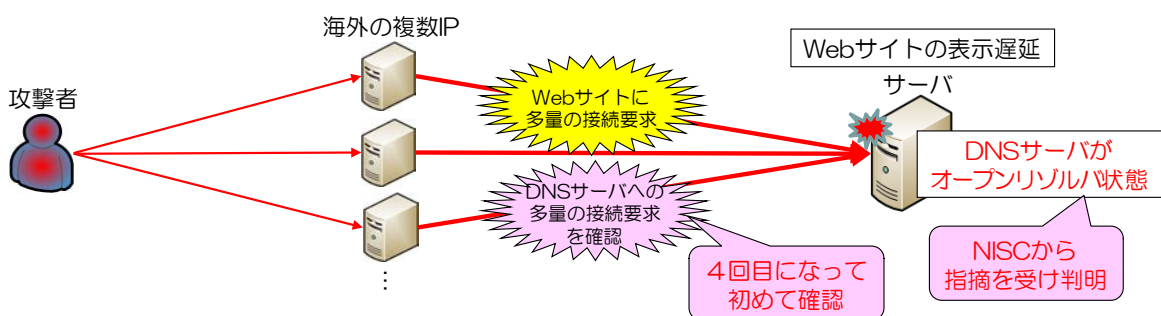 海外の複数IP
攻撃者
Webサイトに
多量の接続要求
DNSサーバへの
多量の接続要求
を確認
４回目になって
初めて確認
Webサイトの表示遅延
サーバ
DNSサーバが
オープンリゾルバ状態
NISCから
指摘を受け判明
…